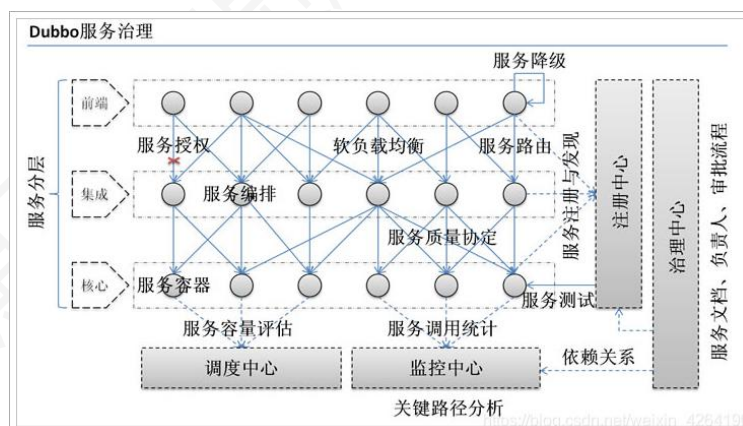 Dubbo服务治理
服务降级
前端
服务授权
软负载均衡
服务路由
服务分层
集成
服务编排
服务注册与发现
注册中心
治理中心
服务文档、负责人、审批流程
服务质量协定
核心
服务容器
服务测试
服务容量评估
服务调用统计
调度中心
监控中心
依赖关系
关键路径分析